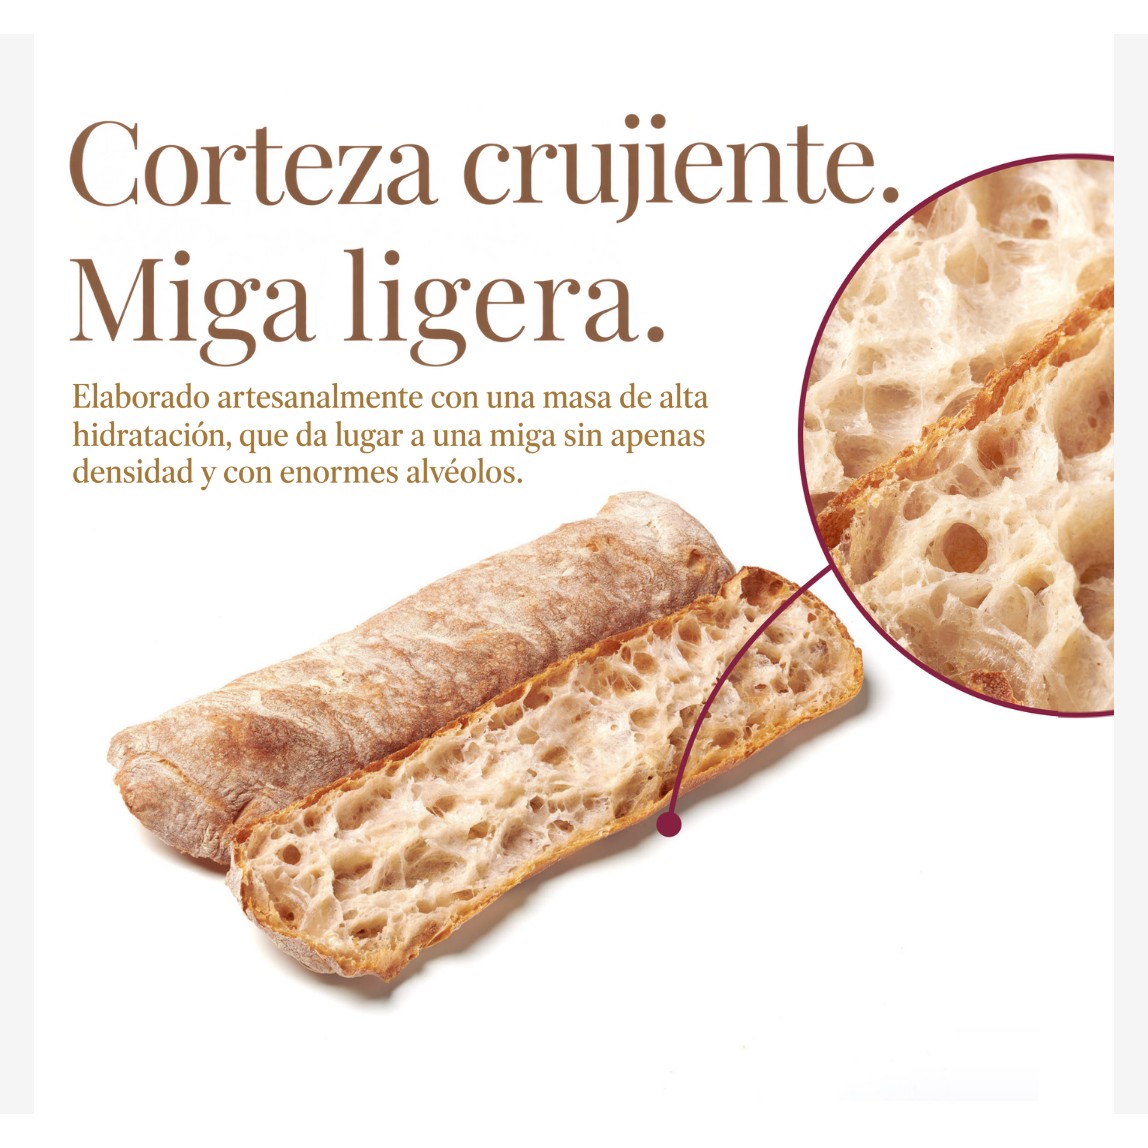 Corteza crujiente.
Miga ligera.
Elaborado artesanalmente con una masa de alta
hidratación, que da lugar a una miga sin apenas
densidad y con enormes alvéolos.